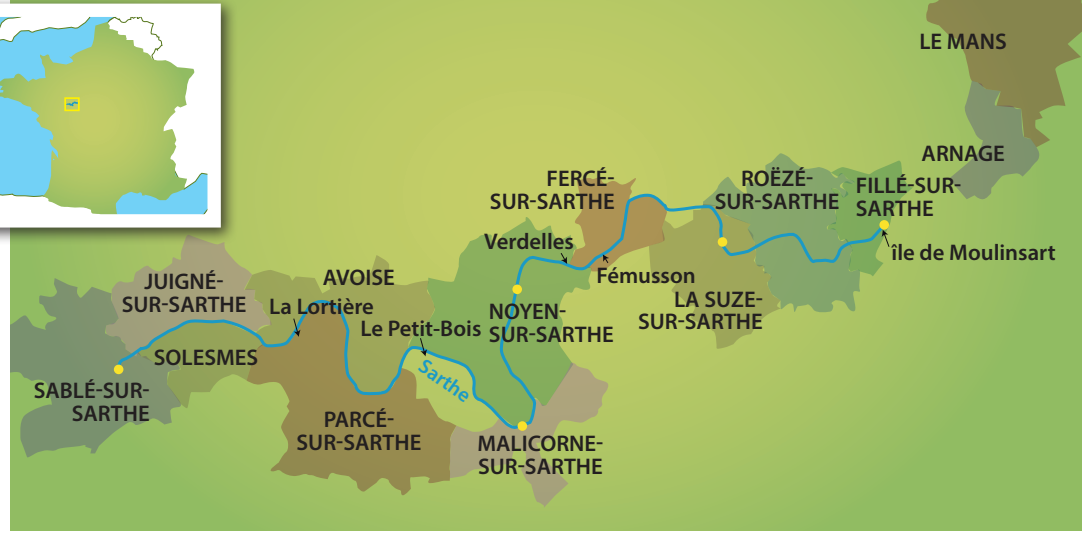 LE MANS
ARNAGE
FERCÉ-
SUR-SARTHE
ROËZÉ-
SUR-SARTHE
FILLÉ-SUR-
SARTHE
île de Moulinsart
Verdelles
Fémusson
LA SUZE-
SUR-SARTHE
JUIGNÉ-
SUR-SARTHE
AVOISE
La Lortière
Le Petit-Bois
NOYEN-
SUR-SARTHE
SOLESMES
Sarthe
SABLÉ-SUR-
SARTHE
PARCÉ-
SUR-SARTHE
MALICORNE-
SUR-SARTHE